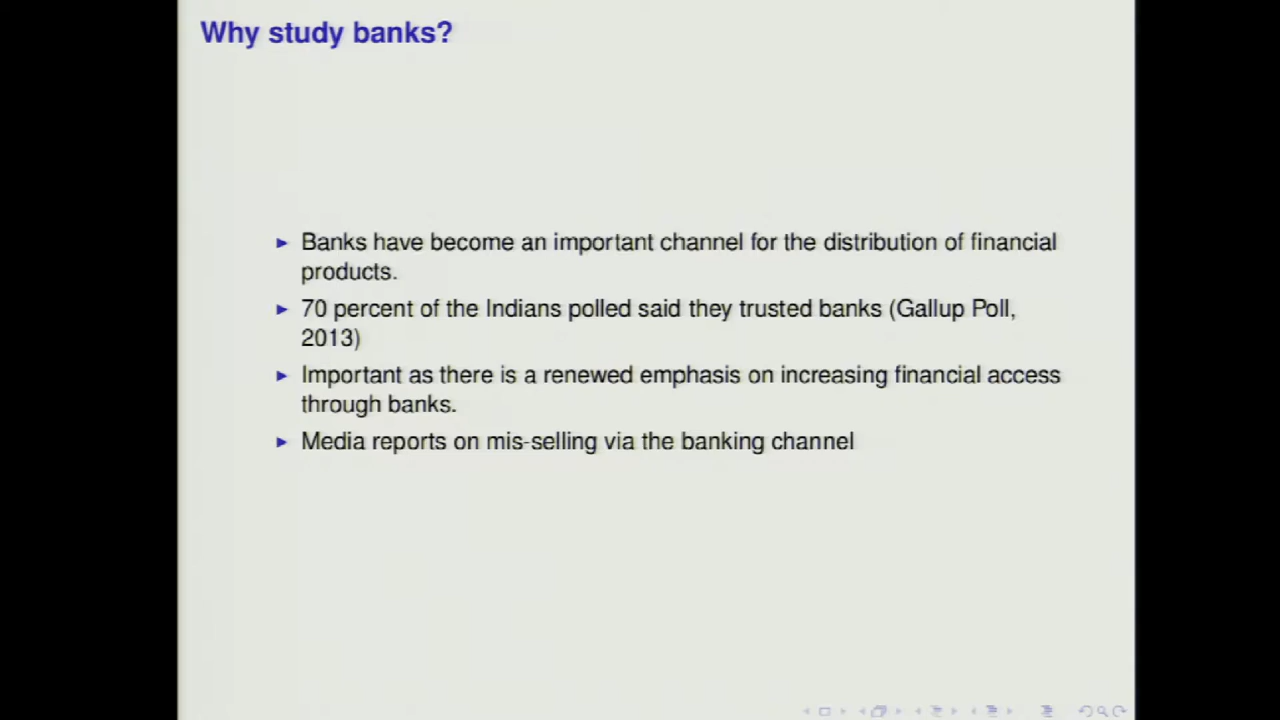 Why study banks?
Banks have become an important channel for the distribution of financial
products.
70 percent of the Indians polled said they trusted banks (Gallup Poll,
2013)
Important as there is a renewed emphasis on increasing financial access
through banks.
Media reports on mis-selling via the banking channel